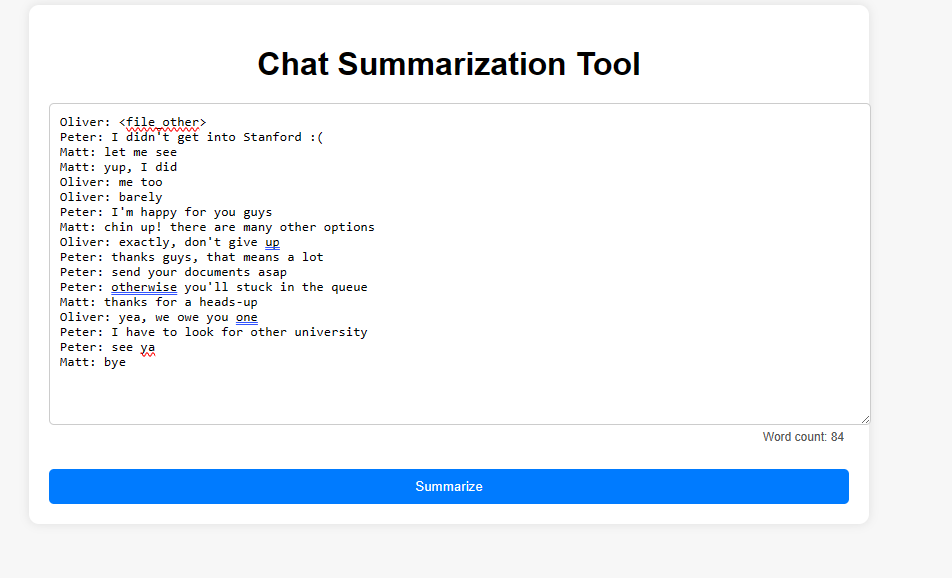 Chat Summarization Tool
Oliver: <file_other>
Peter: I didn't get into Stanford :(
Matt: let me see
Matt: yup, I did
Oliver: me too
Oliver: barely
Peter: I'm happy for you guys
Matt: chin up! there are many other options
Oliver: exactly, don't give up
Peter: thanks guys, that means a lot
Peter: send your documents asap
Peter: otherwise you'll stuck in the queue
Matt: thanks for a heads-up
Oliver: yea, we owe you one
Peter: I have to look for other university
Peter: see ya
Matt: bye
Word count: 84
Summarize